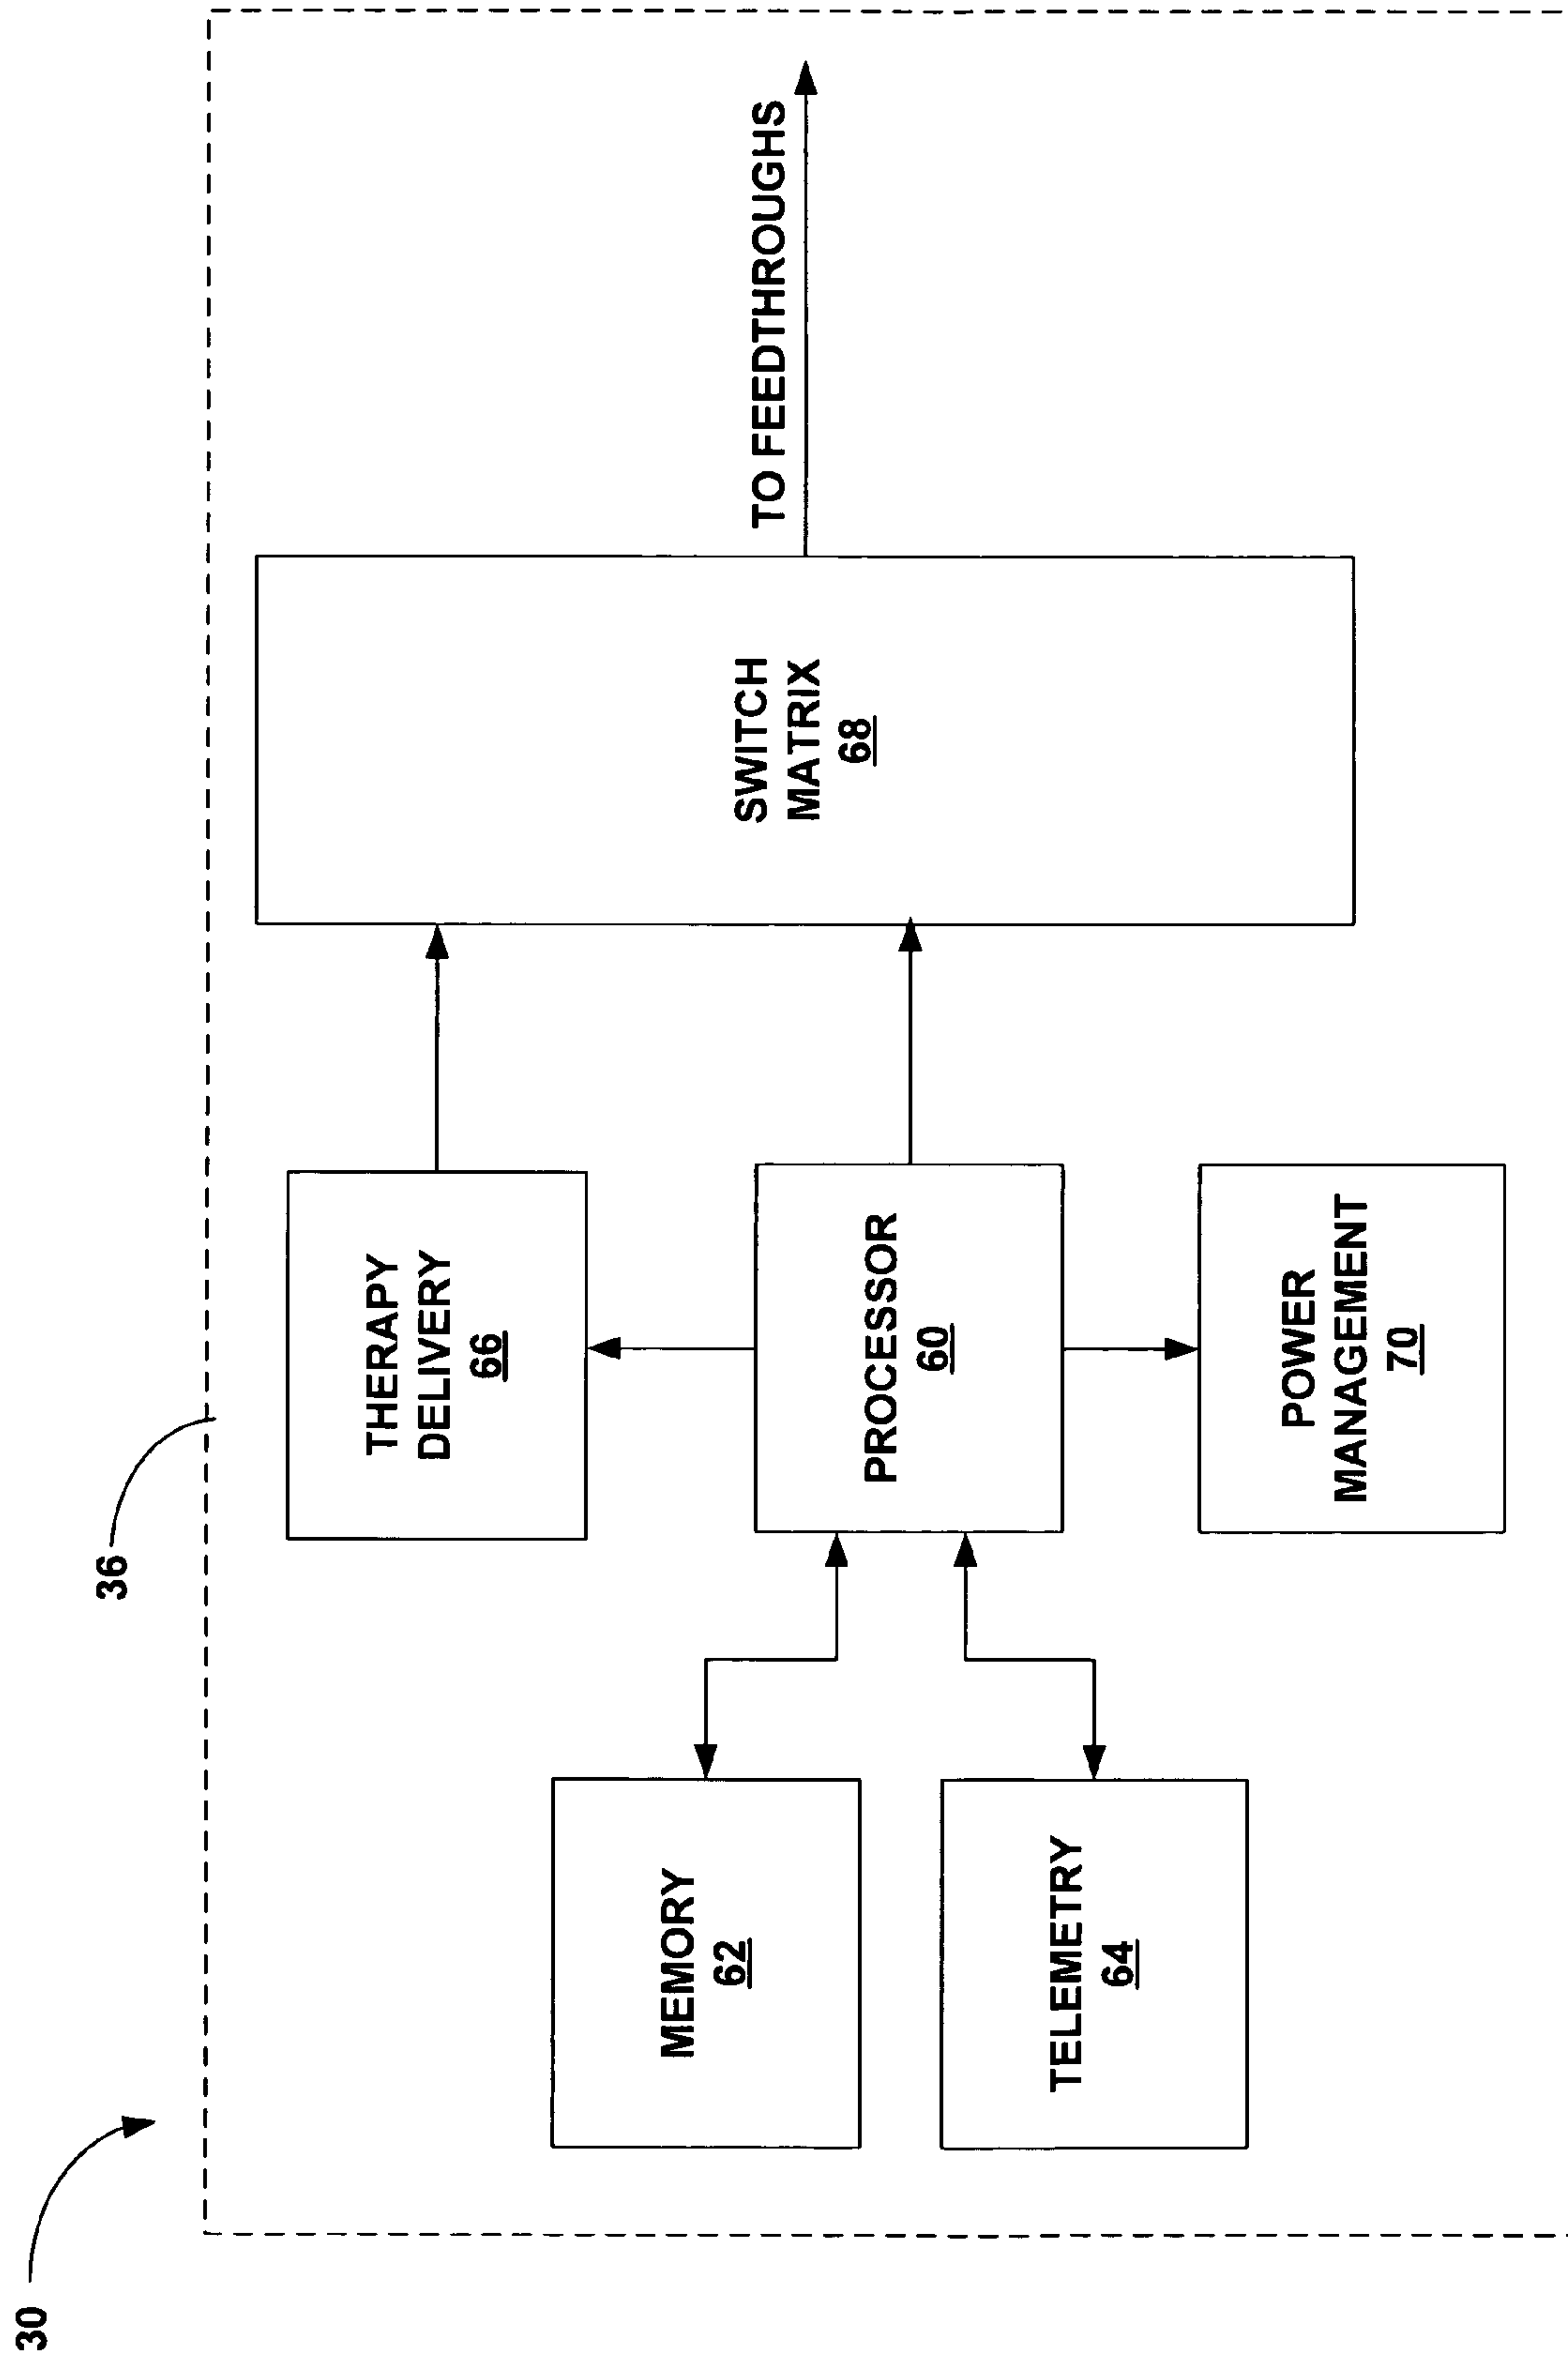 30
36
THERAPY
DELIVERY
66
MEMORY
62
PROCESSOR
60
SWITCH
MATRIX
68
TO FEEDTHROUGHS
TELEMETRY
64
POWER
MANAGEMENT
70